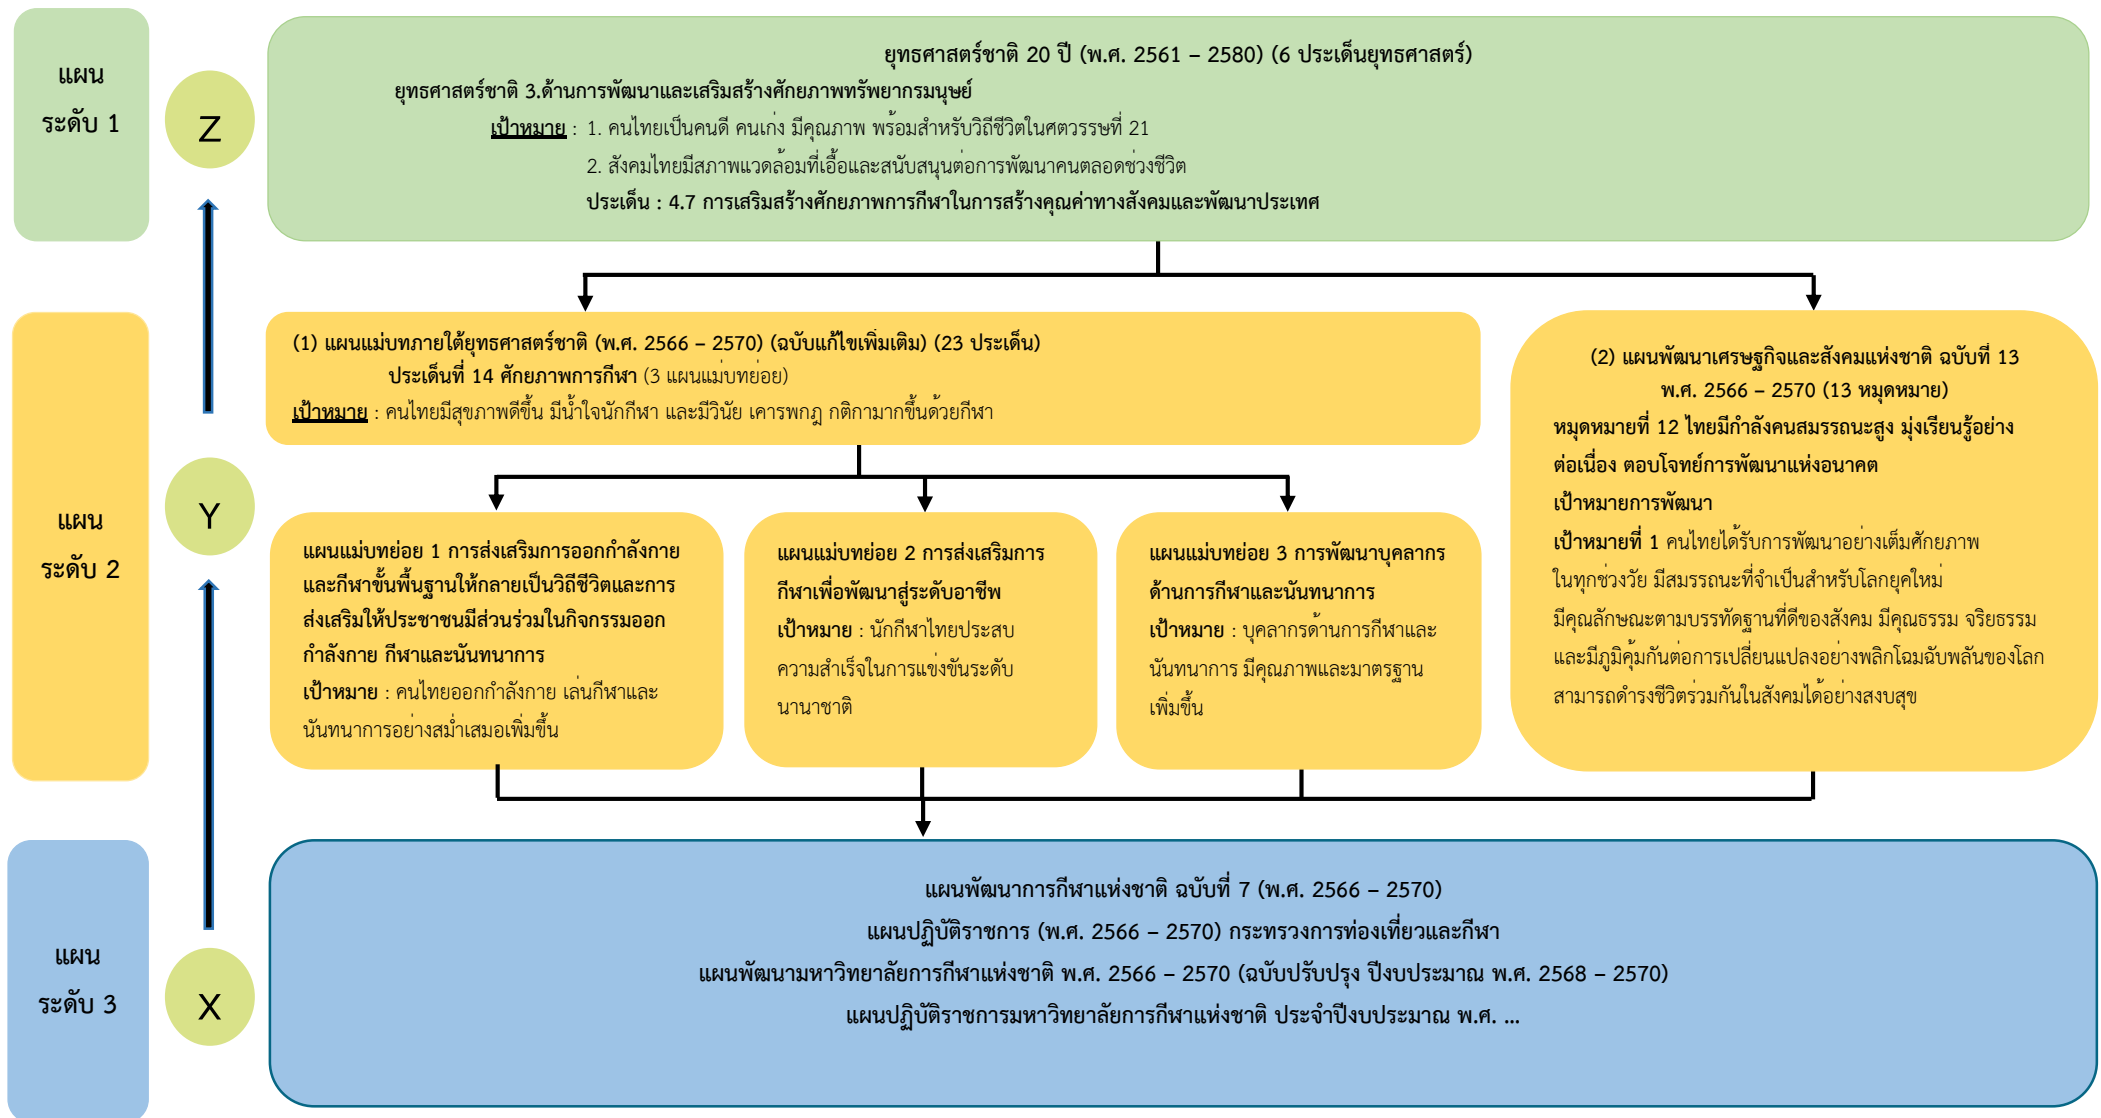 แผน
ระดับ 1
Z
ยุทธศาสตร์ชาติ 20 ปี (พ.ศ. 2561 – 2580) (6 ประเด็นยุทธศาสตร์)
ยุทธศาสตร์ชาติ 3.ด้านการพัฒนาและเสริมสร้างศักยภาพทรัพยากรมนุษย์
เป้าหมาย : 1. คนไทยเป็นคนดี คนเก่ง มีคุณภาพ พร้อมสำหรับวิถีชีวิตในศตวรรษที่ 21
2. สังคมไทยมีสภาพแวดล้อมที่เอื้อและสนับสนุนต่อการพัฒนาคนตลอดช่วงชีวิต
ประเด็น : 4.7 การเสริมสร้างศักยภาพการกีฬาในการสร้างคุณค่าทางสังคมและพัฒนาประเทศ
แผน
ระดับ 2
Y
(1) แผนแม่บทภายใต้ยุทธศาสตร์ชาติ (พ.ศ. 2566 – 2570) (ฉบับแก้ไขเพิ่มเติม) (23 ประเด็น)
ประเด็นที่ 14 ศักยภาพการกีฬา (3 แผนแม่บทย่อย)
เป้าหมาย : คนไทยมีสุขภาพดีขึ้น มีน้ำใจนักกีฬา และมีวินัย เคารพกฎ กติกามากขึ้นด้วยกีฬา
แผนแม่บทย่อย 1 การส่งเสริมการออกกำลังกาย
และกีฬาขั้นพื้นฐานให้กลายเป็นวิถีชีวิตและการ
ส่งเสริมให้ประชาชนมีส่วนร่วมในกิจกรรมออก
กำลังกาย กีฬาและนันทนาการ
เป้าหมาย : คนไทยออกกำลังกาย เล่นกีฬาและ
นันทนาการอย่างสม่ำเสมอเพิ่มขึ้น
แผนแม่บทย่อย 2 การส่งเสริมการ
กีฬาเพื่อพัฒนาสู่ระดับอาชีพ
เป้าหมาย : นักกีฬาไทยประสบ
ความสำเร็จในการแข่งขันระดับ
นานาชาติ
แผนแม่บทย่อย 3 การพัฒนาบุคลากร
ด้านการกีฬาและนันทนาการ
เป้าหมาย : บุคลากรด้านการกีฬาและ
นันทนาการ มีคุณภาพและมาตรฐาน
เพิ่มขึ้น
(2) แผนพัฒนาเศรษฐกิจและสังคมแห่งชาติ ฉบับที่ 13
พ.ศ. 2566 – 2570 (13 หมุดหมาย)
หมุดหมายที่ 12 ไทยมีกำลังคนสมรรถนะสูง มุ่งเรียนรู้อย่าง
ต่อเนื่อง ตอบโจทย์การพัฒนาแห่งอนาคต
เป้าหมายการพัฒนา
เป้าหมายที่ 1 คนไทยได้รับการพัฒนาอย่างเต็มศักยภาพ
ในทุกช่วงวัย มีสมรรถนะที่จำเป็นสำหรับโลกยุคใหม่
มีคุณลักษณะตามบรรทัดฐานที่ดีของสังคม มีคุณธรรม จริยธรรม
และมีภูมิคุ้มกันต่อการเปลี่ยนแปลงอย่างพลิกโฉมฉับพลันของโลก
สามารถดำรงชีวิตร่วมกันในสังคมได้อย่างสงบสุข
แผน
ระดับ 3
X
แผนพัฒนาการกีฬาแห่งชาติ ฉบับที่ 7 (พ.ศ. 2566 – 2570)
แผนปฏิบัติราชการ (พ.ศ. 2566 – 2570) กระทรวงการท่องเที่ยวและกีฬา
แผนพัฒนามหาวิทยาลัยการกีฬาแห่งชาติ พ.ศ. 2566 – 2570 (ฉบับปรับปรุง ปีงบประมาณ พ.ศ. 2568 – 2570)
แผนปฏิบัติราชการมหาวิทยาลัยการกีฬาแห่งชาติ ประจำปีงบประมาณ พ.ศ. ...